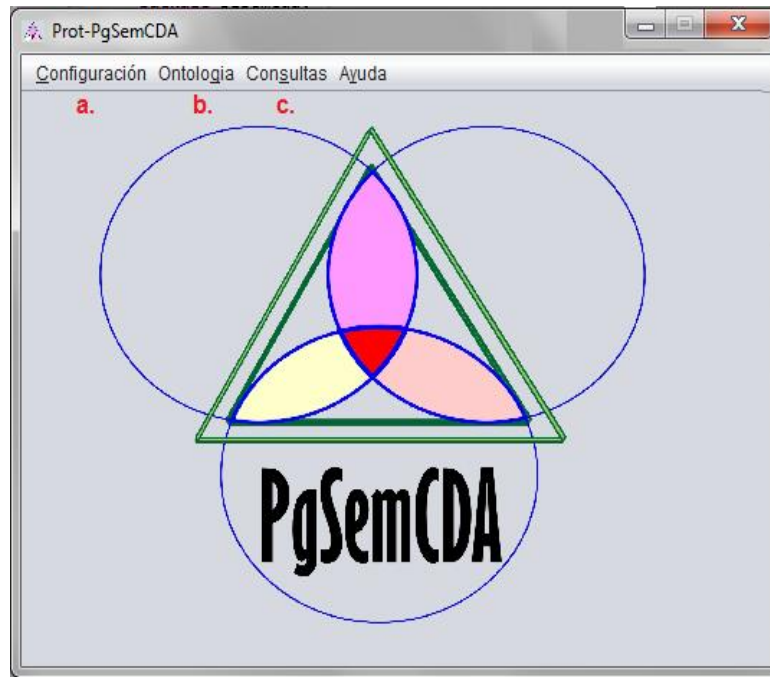 Prot-PgSemCDA
Configuración Ontologia Consultas Ayuda
a. b. c.
PgSemCDA